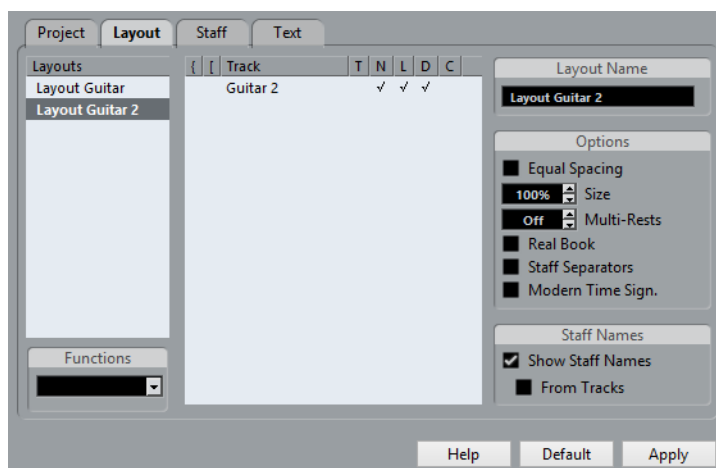 Project Layout Staff Text
Layouts
Layout Guitar
Layout Guitar 2
Functions
{ [ Track T N L D C
Guitar 2 √ √ √
Layout Name
Layout Guitar 2
Options
Equal Spacing
100% Size
Off Multi-Rests
Real Book
Staff Separators
Modern Time Sign.
Staff Names
Show Staff Names
From Tracks
Help Default Apply